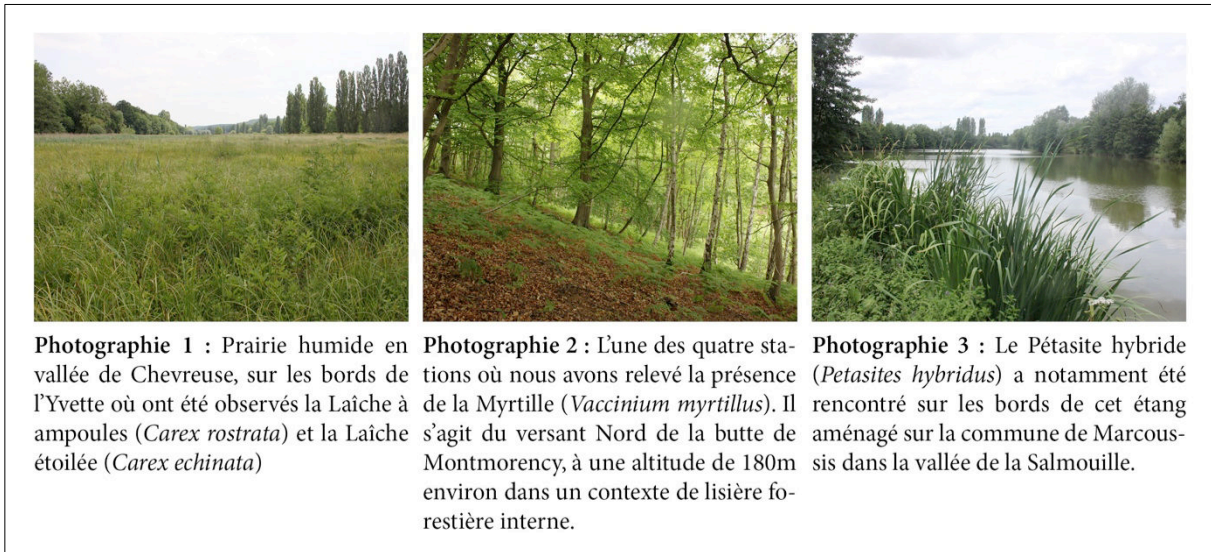 Photographie 1 : Prairie humide en
vallée de Chevreuse, sur les bords de
l’Yvette où ont été observés la Laîche à
ampoules (Carex rostrata) et la Laîche
étoilée (Carex echinata)
Photographie 2 : L’une des quatre sta-
tions où nous avons relevé la présence
de la Myrtille (Vaccinium myrtillus). Il
s’agit du versant Nord de la butte de
Montmorency, à une altitude de 180m
environ dans un contexte de lisière fo-
restière interne.
Photographie 3 : Le Pétasite hybride
(Petasites hybridus) a notamment été
rencontré sur les bords de cet étang
aménagé sur la commune de Marcous-
sis dans la vallée de la Salmouille.